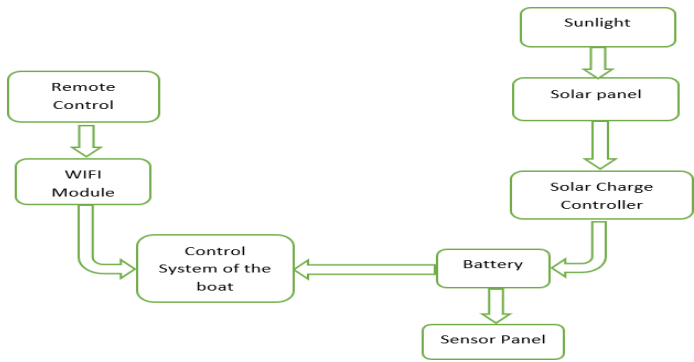 Sunlight
Remote
Control
Solar panel
WIFI
Module
Solar Charge
Controller
Control
System of the
boat
Battery
Sensor Panel